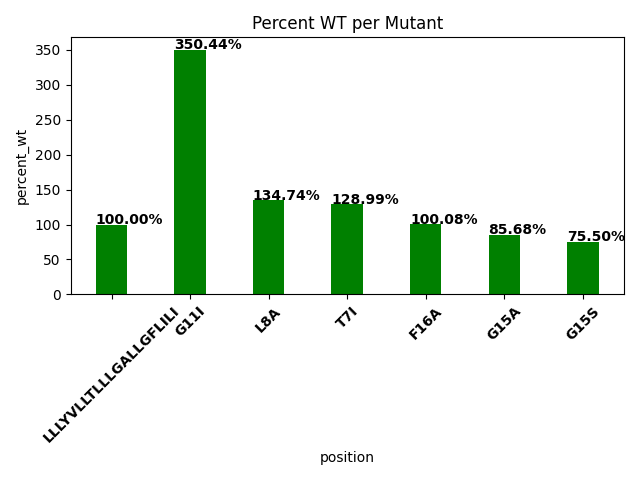 Percent WT per Mutant
percent_wt
350
300
250
200
150
100
50
0
100.00%
350.44%
134.74%
128.99%
100.08%
85.68%
75.50%
LLLYVLLTLLLGALLGFLILI
G11I
L8A
T7I
F16A
G15A
G15S
position